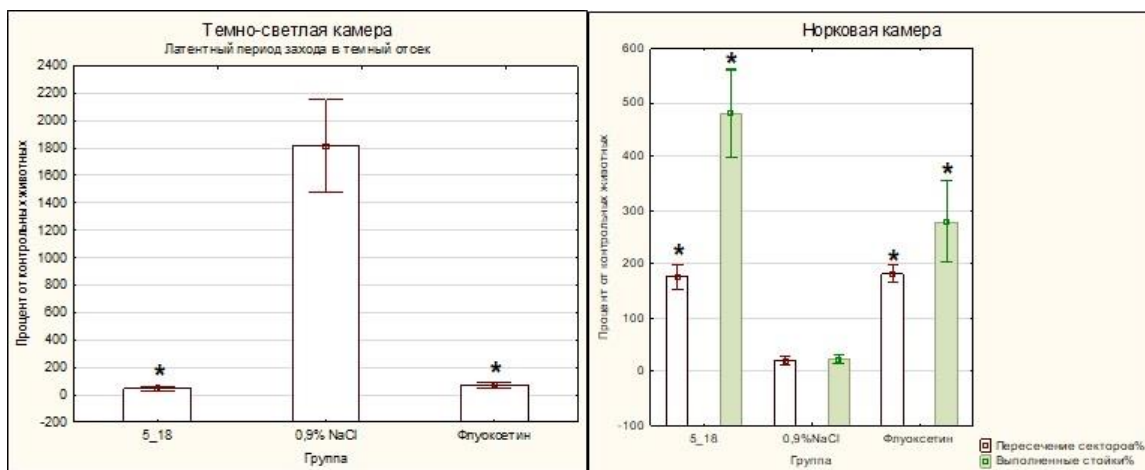 Темно-светлая камера
Латентный период захода в темный отсек
Процент от контрольных животных
2400
2200
2000
1800
1600
1400
1200
1000
800
600
400
200
0
-200
*
*
5_18
0,9% NaCl
Флуоксетин
Группа
Норковая камера
Процент от контрольных животных
600
500
400
300
200
100
0
-100
*
*
*
*
5_18
0,9%NaCl
Флуоксетин
Группа
Пересечение секторов%
Выполненные стойки%